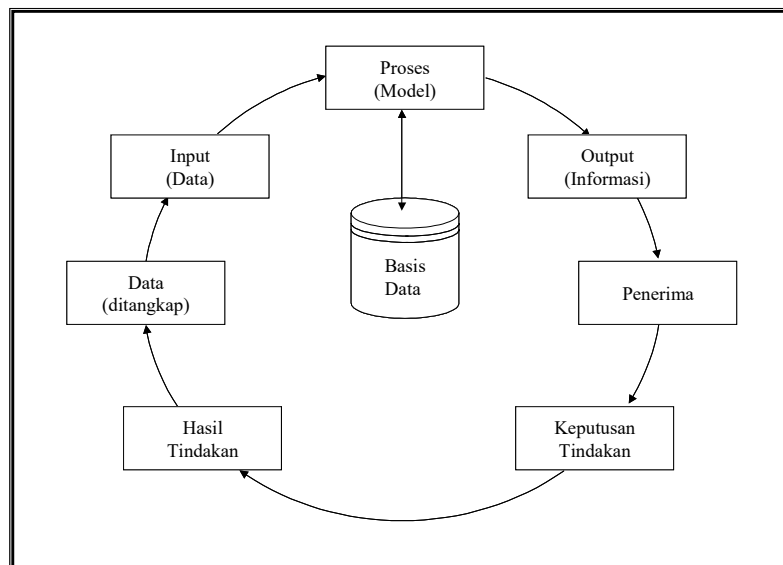 Proses
(Model)
Input
(Data)
Output
(Informasi)
Basis
Data
Data
(ditangkap)
Penerima
Hasil
Tindakan
Keputusan
Tindakan